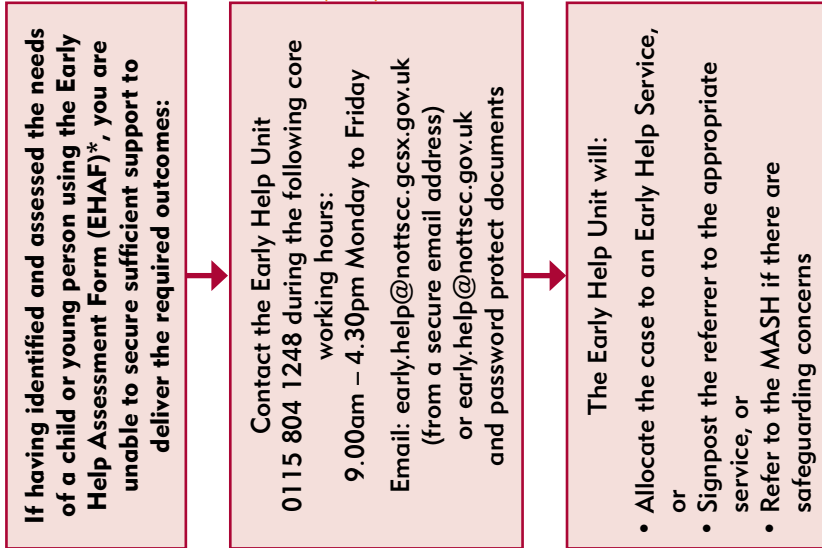 If having identified and assessed the needs
of a child or young person using the Early
Help Assessment Form (EHAF)*, you are
unable to secure sufficient support to
deliver the required outcomes:
Contact the Early Help Unit
0115 804 1248 during the following core
working hours:
9.00am – 4.30pm Monday to Friday
Email: early.help@nottscc.gcsx.gov.uk
(from a secure email address)
or early.help@nottscc.gov.uk
and password protect documents
The Early Help Unit will:
• Allocate the case to an Early Help Service,
or
• Signpost the referrer to the appropriate
service, or
• Refer to the MASH if there are
safeguarding concerns